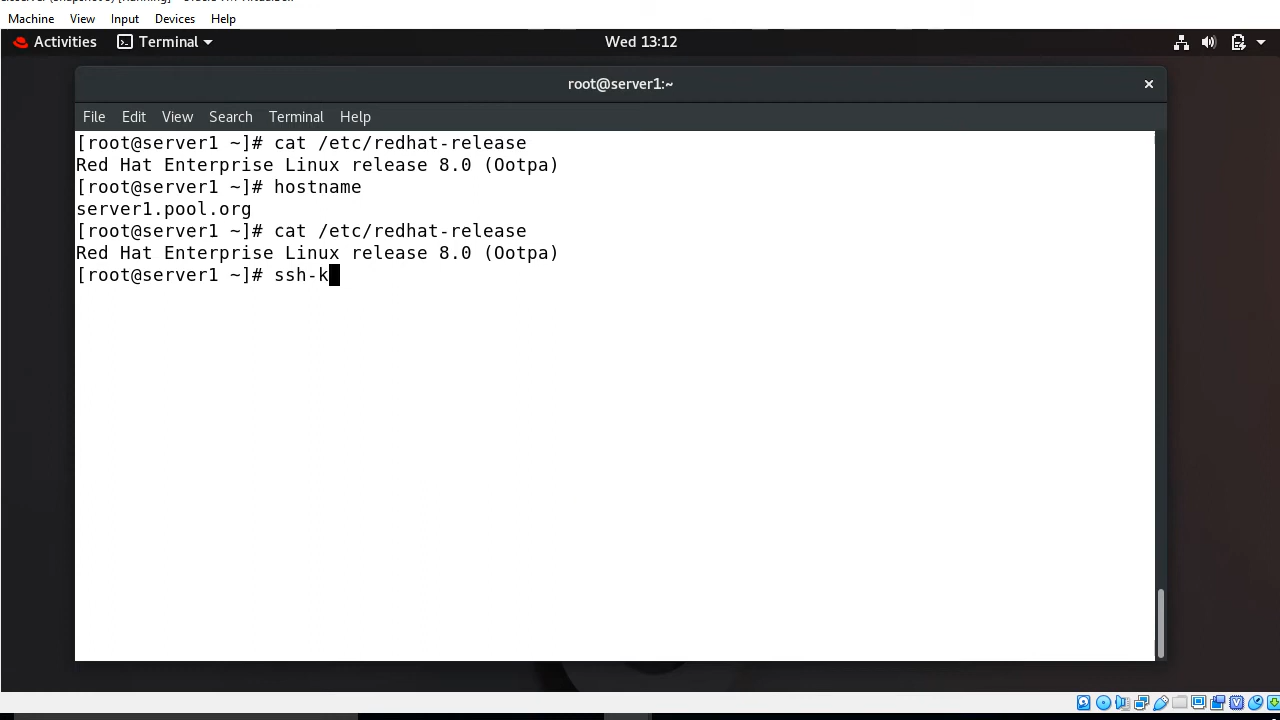 Machine View Input Devices Help
Activities Terminal Wed 13:12
root@server1:~
File Edit View Search Terminal Help
[root@server1 ~]# cat /etc/redhat-release
Red Hat Enterprise Linux release 8.0 (Ootpa)
[root@server1 ~]# hostname
server1.pool.org
[root@server1 ~]# cat /etc/redhat-release
Red Hat Enterprise Linux release 8.0 (Ootpa)
[root@server1 ~]# ssh-k